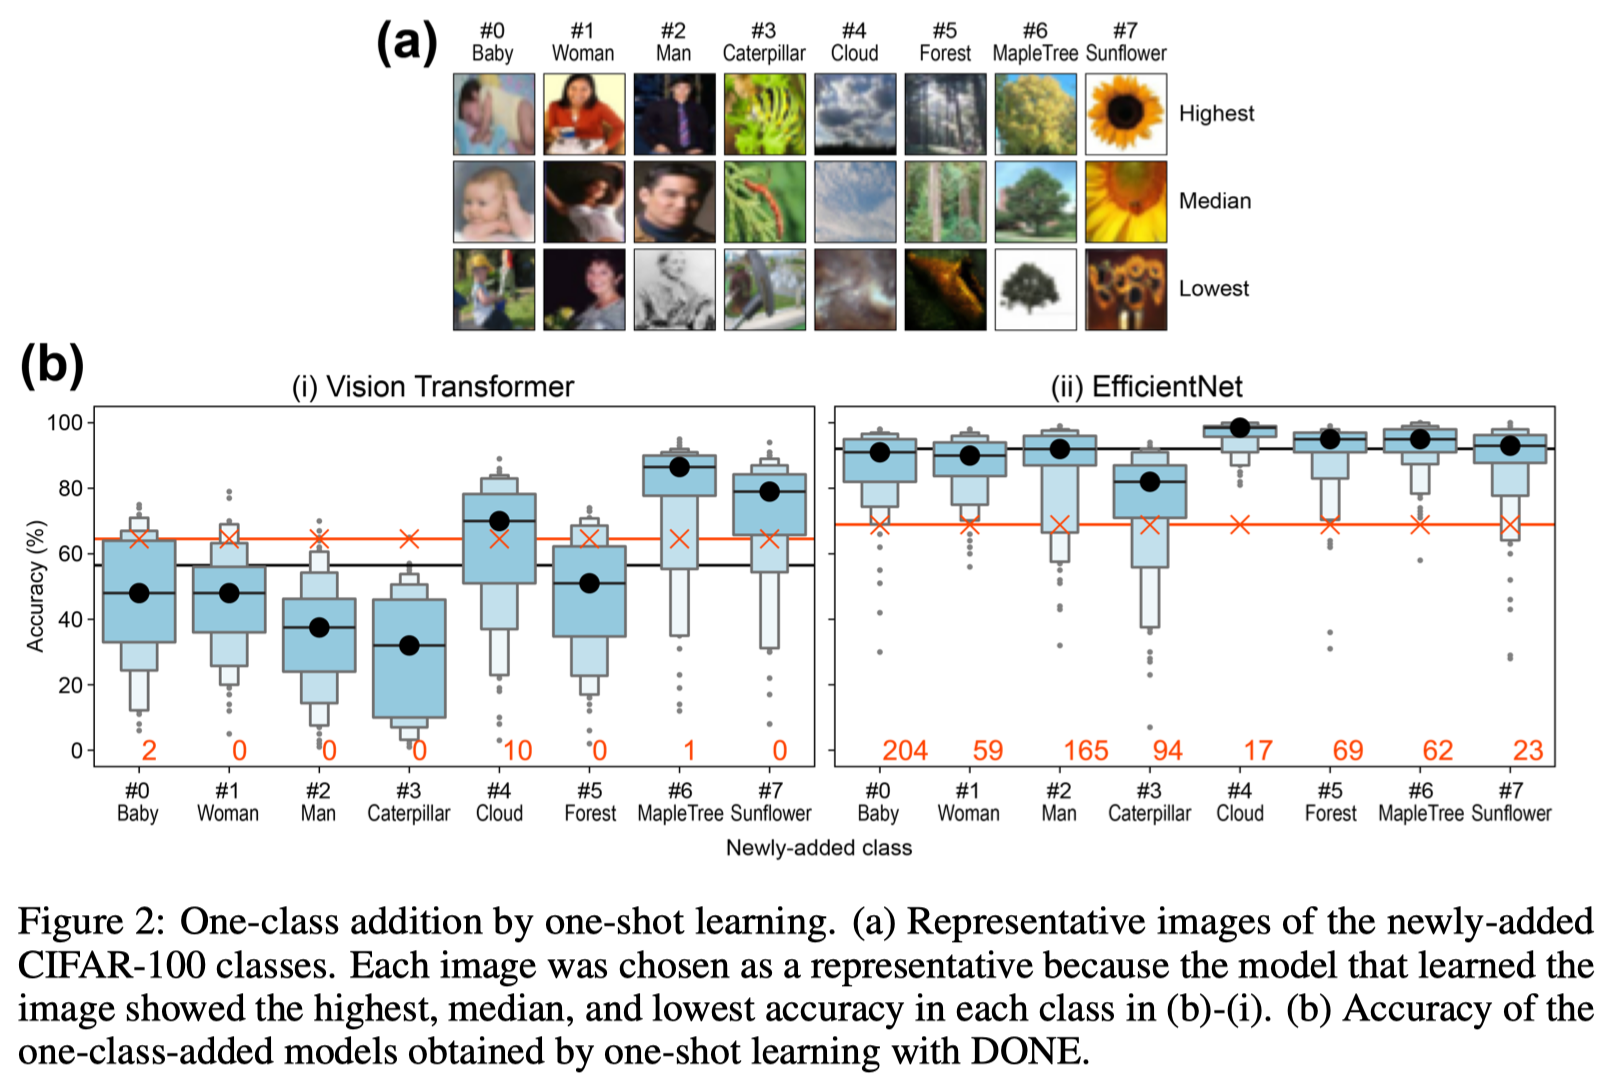 (a)
#0 #1 #2 #3 #4 #5 #6 #7
Baby Woman Man Caterpillar Cloud Forest MapleTree Sunflower
Highest
Median
Lowest
(b)
(i) Vision Transformer
(ii) EfficientNet
Accuracy (%)
100
80
60
40
20
0
2 0 0 0 10 0 1 0
204 59 165 94 17 69 62 23
#0 #1 #2 #3 #4 #5 #6 #7
Baby Woman Man Caterpillar Cloud Forest MapleTree Sunflower
#0 #1 #2 #3 #4 #5 #6 #7
Baby Woman Man Caterpillar Cloud Forest MapleTree Sunflower
Newly-added class
Figure 2: One-class addition by one-shot learning. (a) Representative images of the newly-added
CIFAR-100 classes. Each image was chosen as a representative because the model that learned the
image showed the highest, median, and lowest accuracy in each class in (b)-(i). (b) Accuracy of the
one-class-added models obtained by one-shot learning with DONE.